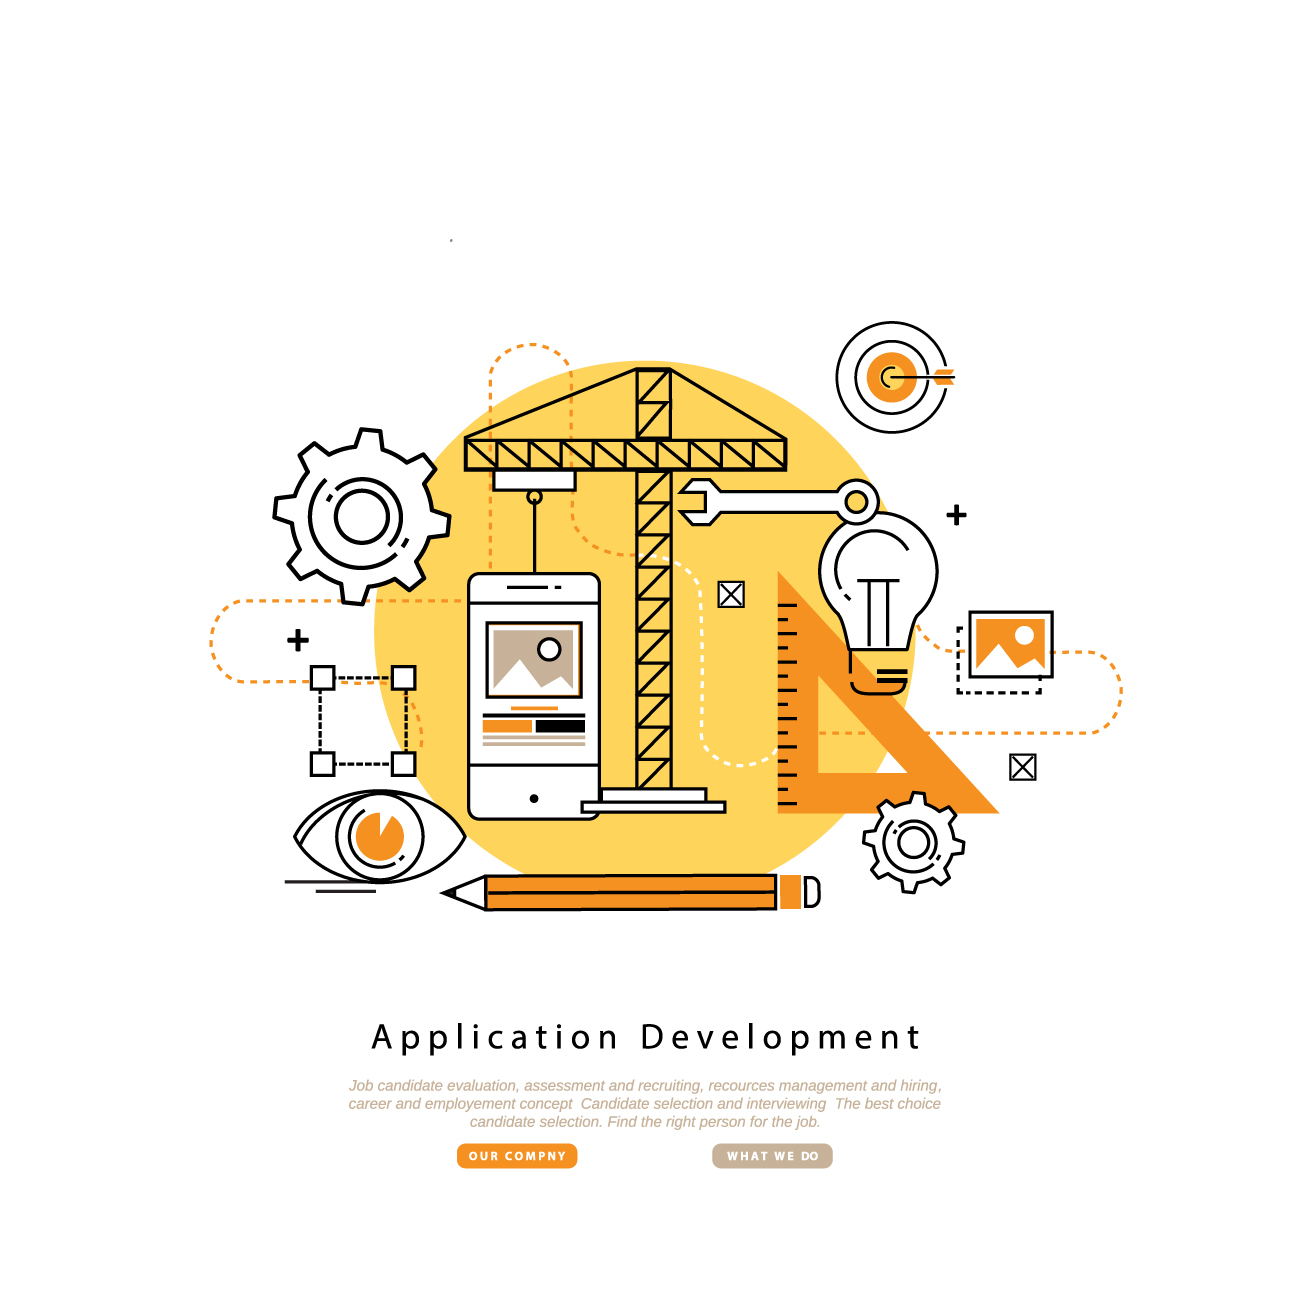 Application Development
Job candidate evaluation, assessment and recruiting, recources management and hiring,
career and employement concept  Candidate selection and interviewing  The best choice
candidate selection. Find the right person for the job.
OUR COMPNY
WHAT WE DO